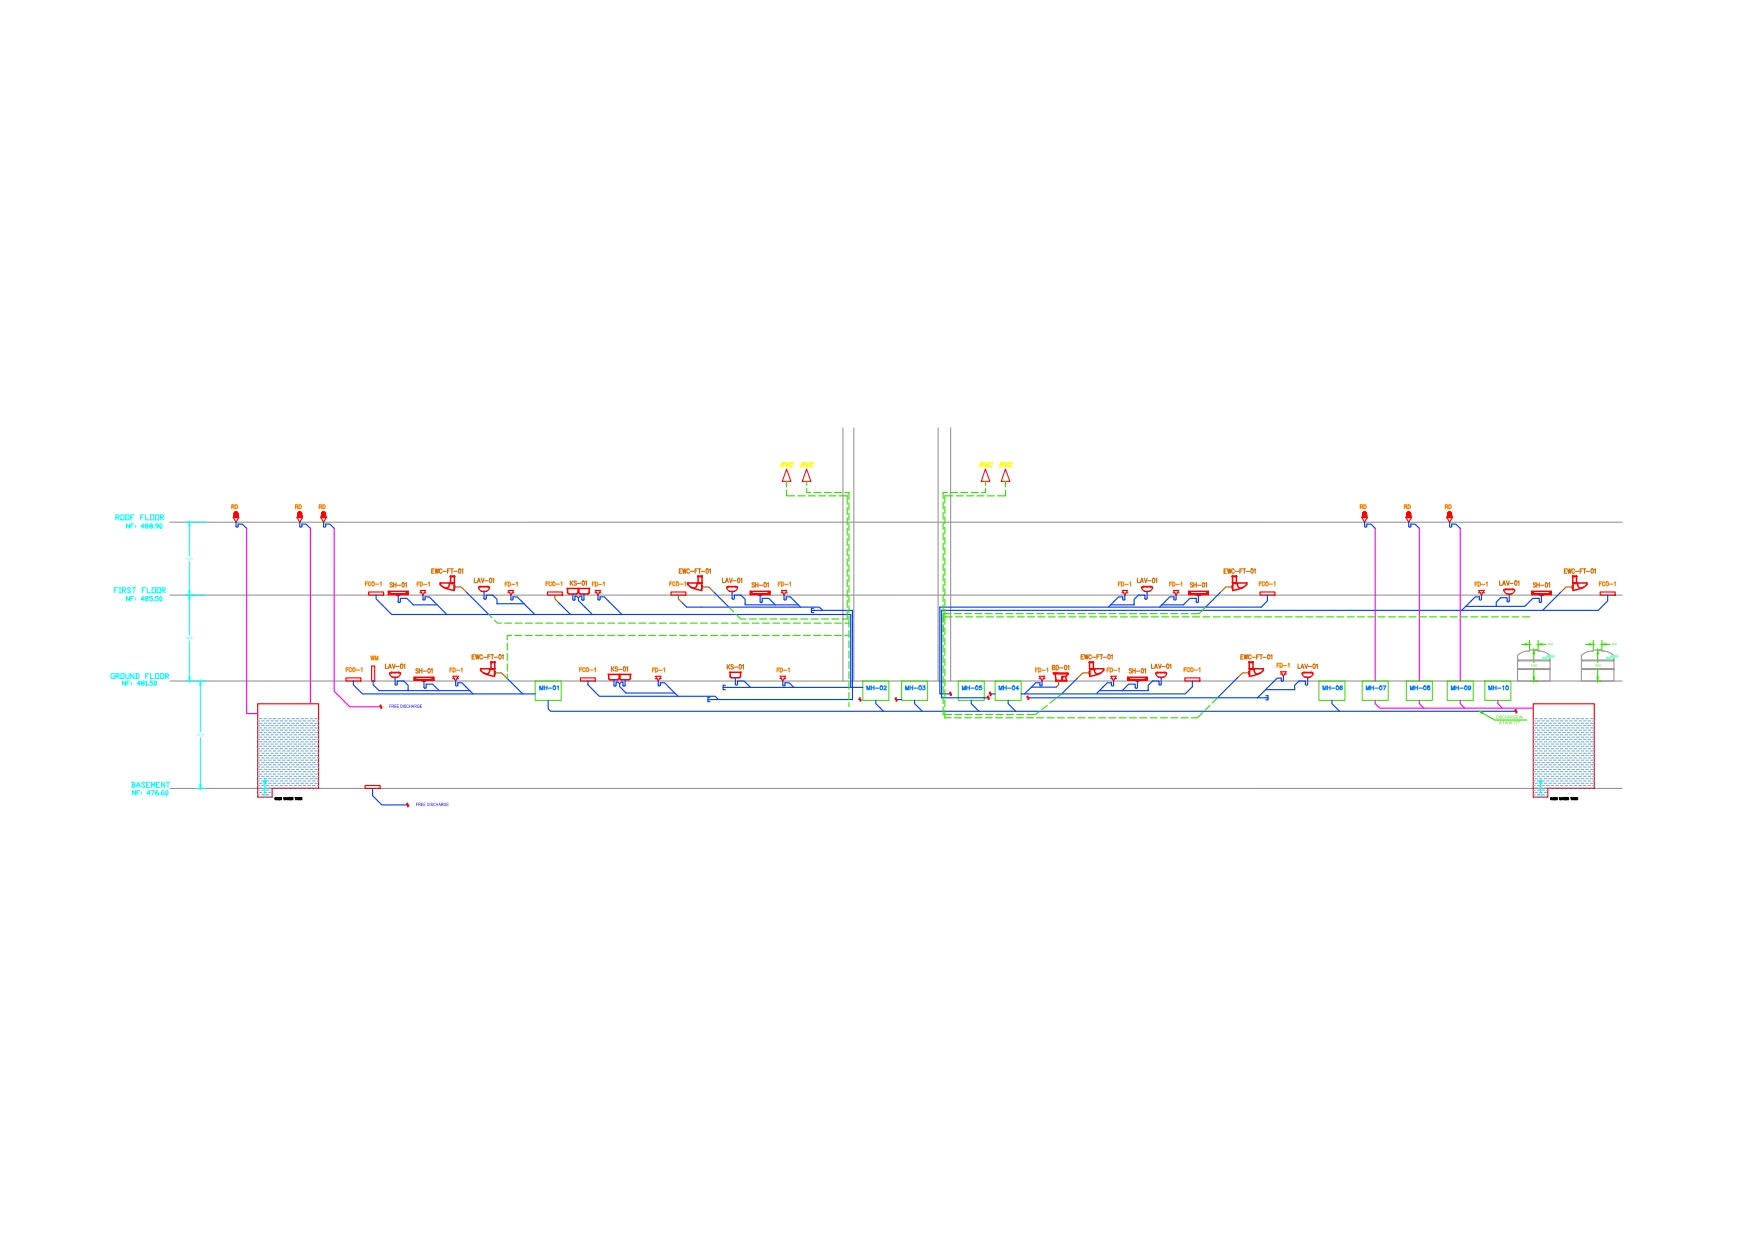 RD RD RD RD RD RD
ROOF FLOOR
NF: 488.90
EWC-FT-01 EWC-FT-01 EWC-FT-01 EWC-FT-01
FCO-1 SH-01 FD-1 LAV-01 FD-1 FCO-1 KS-01 FD-1 FCO-1 LAV-01 SH-01 FD-1 FD-1 LAV-01 FD-1 SH-01 FCO-1 FD-1 LAV-01 SH-01 FCO-1
FIRST FLOOR
NF: 485.50
WM EWC-FT-01 EWC-FT-01 EWC-FT-01
FCO-1 LAV-01 SH-01 FD-1 FCO-1 KS-01 FD-1 KS-01 FD-1 FD-1 BD-01 FD-1 SH-01 LAV-01 FCO-1 FD-1 LAV-01
GROUND FLOOR
NF: 481.50
MH-01 MH-02 MH-03 MH-05 MH-04 MH-06 MH-07 MH-08 MH-09 MH-10
FREE DISCHARGE
BASEMENT
NF: 476.60
FREE DISCHARGE